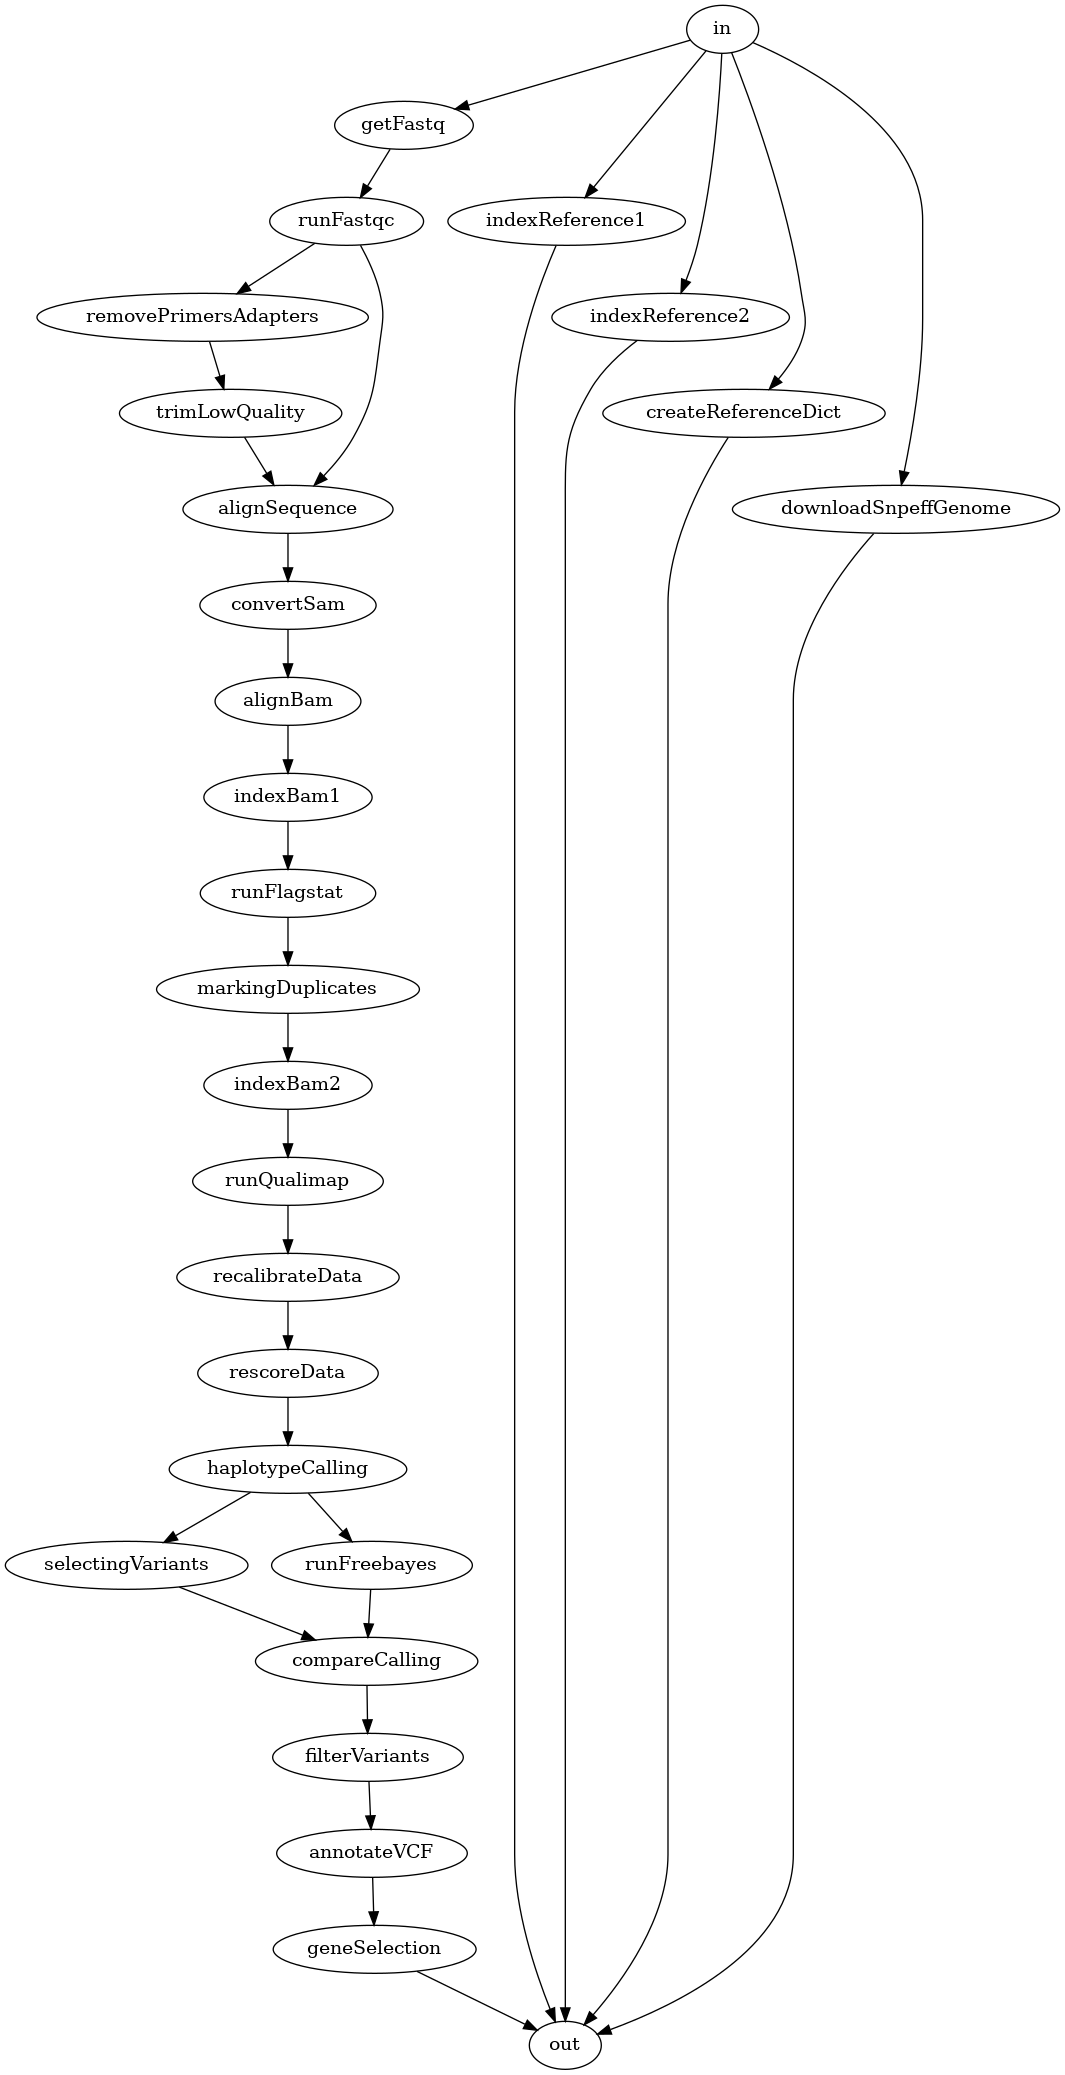 in
getFastq
runFastqc
indexReference1
removePrimersAdapters
indexReference2
trimLowQuality
createReferenceDict
alignSequence
downloadSnpeffGenome
convertSam
alignBam
indexBam1
runFlagstat
markingDuplicates
indexBam2
runQualimap
recalibrateData
rescoreData
haplotypeCalling
selectingVariants
runFreebayes
compareCalling
filterVariants
annotateVCF
geneSelection
out